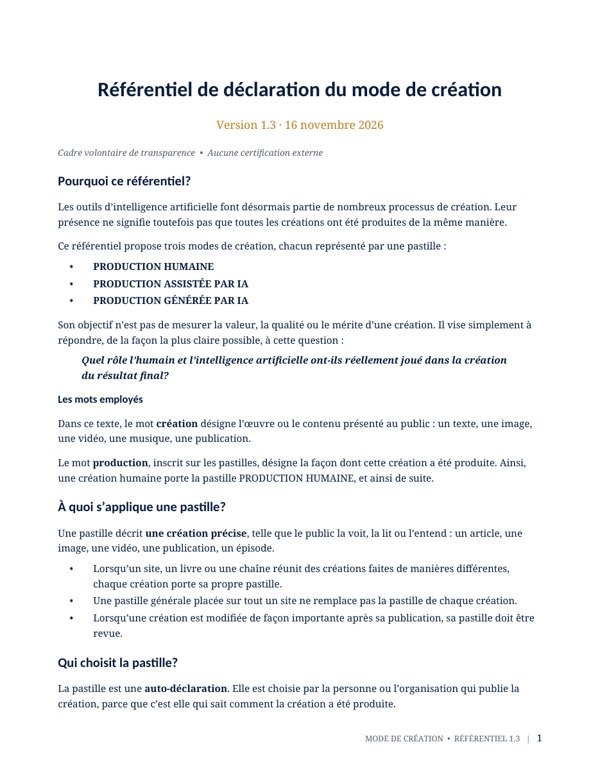 Référentiel de déclaration du mode de création
Version 1.3 · 16 novembre 2026
Cadre volontaire de transparence • Aucune certification externe
Pourquoi ce référentiel?
Les outils d’intelligence artificielle font désormais partie de nombreux processus de création. Leur
présence ne signifie toutefois pas que toutes les créations ont été produites de la même manière.
Ce référentiel propose trois modes de création, chacun représenté par une pastille :
• PRODUCTION HUMAINE
• PRODUCTION ASSISTÉE PAR IA
• PRODUCTION GÉNÉRÉE PAR IA
Son objectif n’est pas de mesurer la valeur, la qualité ou le mérite d’une création. Il vise simplement à
répondre, de la façon la plus claire possible, à cette question :
Quel rôle l’humain et l’intelligence artificielle ont-ils réellement joué dans la création
du résultat final?
Les mots employés
Dans ce texte, le mot création désigne l’œuvre ou le contenu présenté au public : un texte, une image,
une vidéo, une musique, une publication.
Le mot production, inscrit sur les pastilles, désigne la façon dont cette création a été produite. Ainsi,
une création humaine porte la pastille PRODUCTION HUMAINE, et ainsi de suite.
À quoi s’applique une pastille?
Une pastille décrit une création précise, telle que le public la voit, la lit ou l’entend : un article, une
image, une vidéo, une publication, un épisode.
• Lorsqu’un site, un livre ou une chaîne réunit des créations faites de manières différentes,
chaque création porte sa propre pastille.
• Une pastille générale placée sur tout un site ne remplace pas la pastille de chaque création.
• Lorsqu’une création est modifiée de façon importante après sa publication, sa pastille doit être
revue.
Qui choisit la pastille?
La pastille est une auto-déclaration. Elle est choisie par la personne ou l’organisation qui publie la
création, parce que c’est elle qui sait comment la création a été produite.
MODE DE CRÉATION • RÉFÉRENTIEL 1.3 | 1